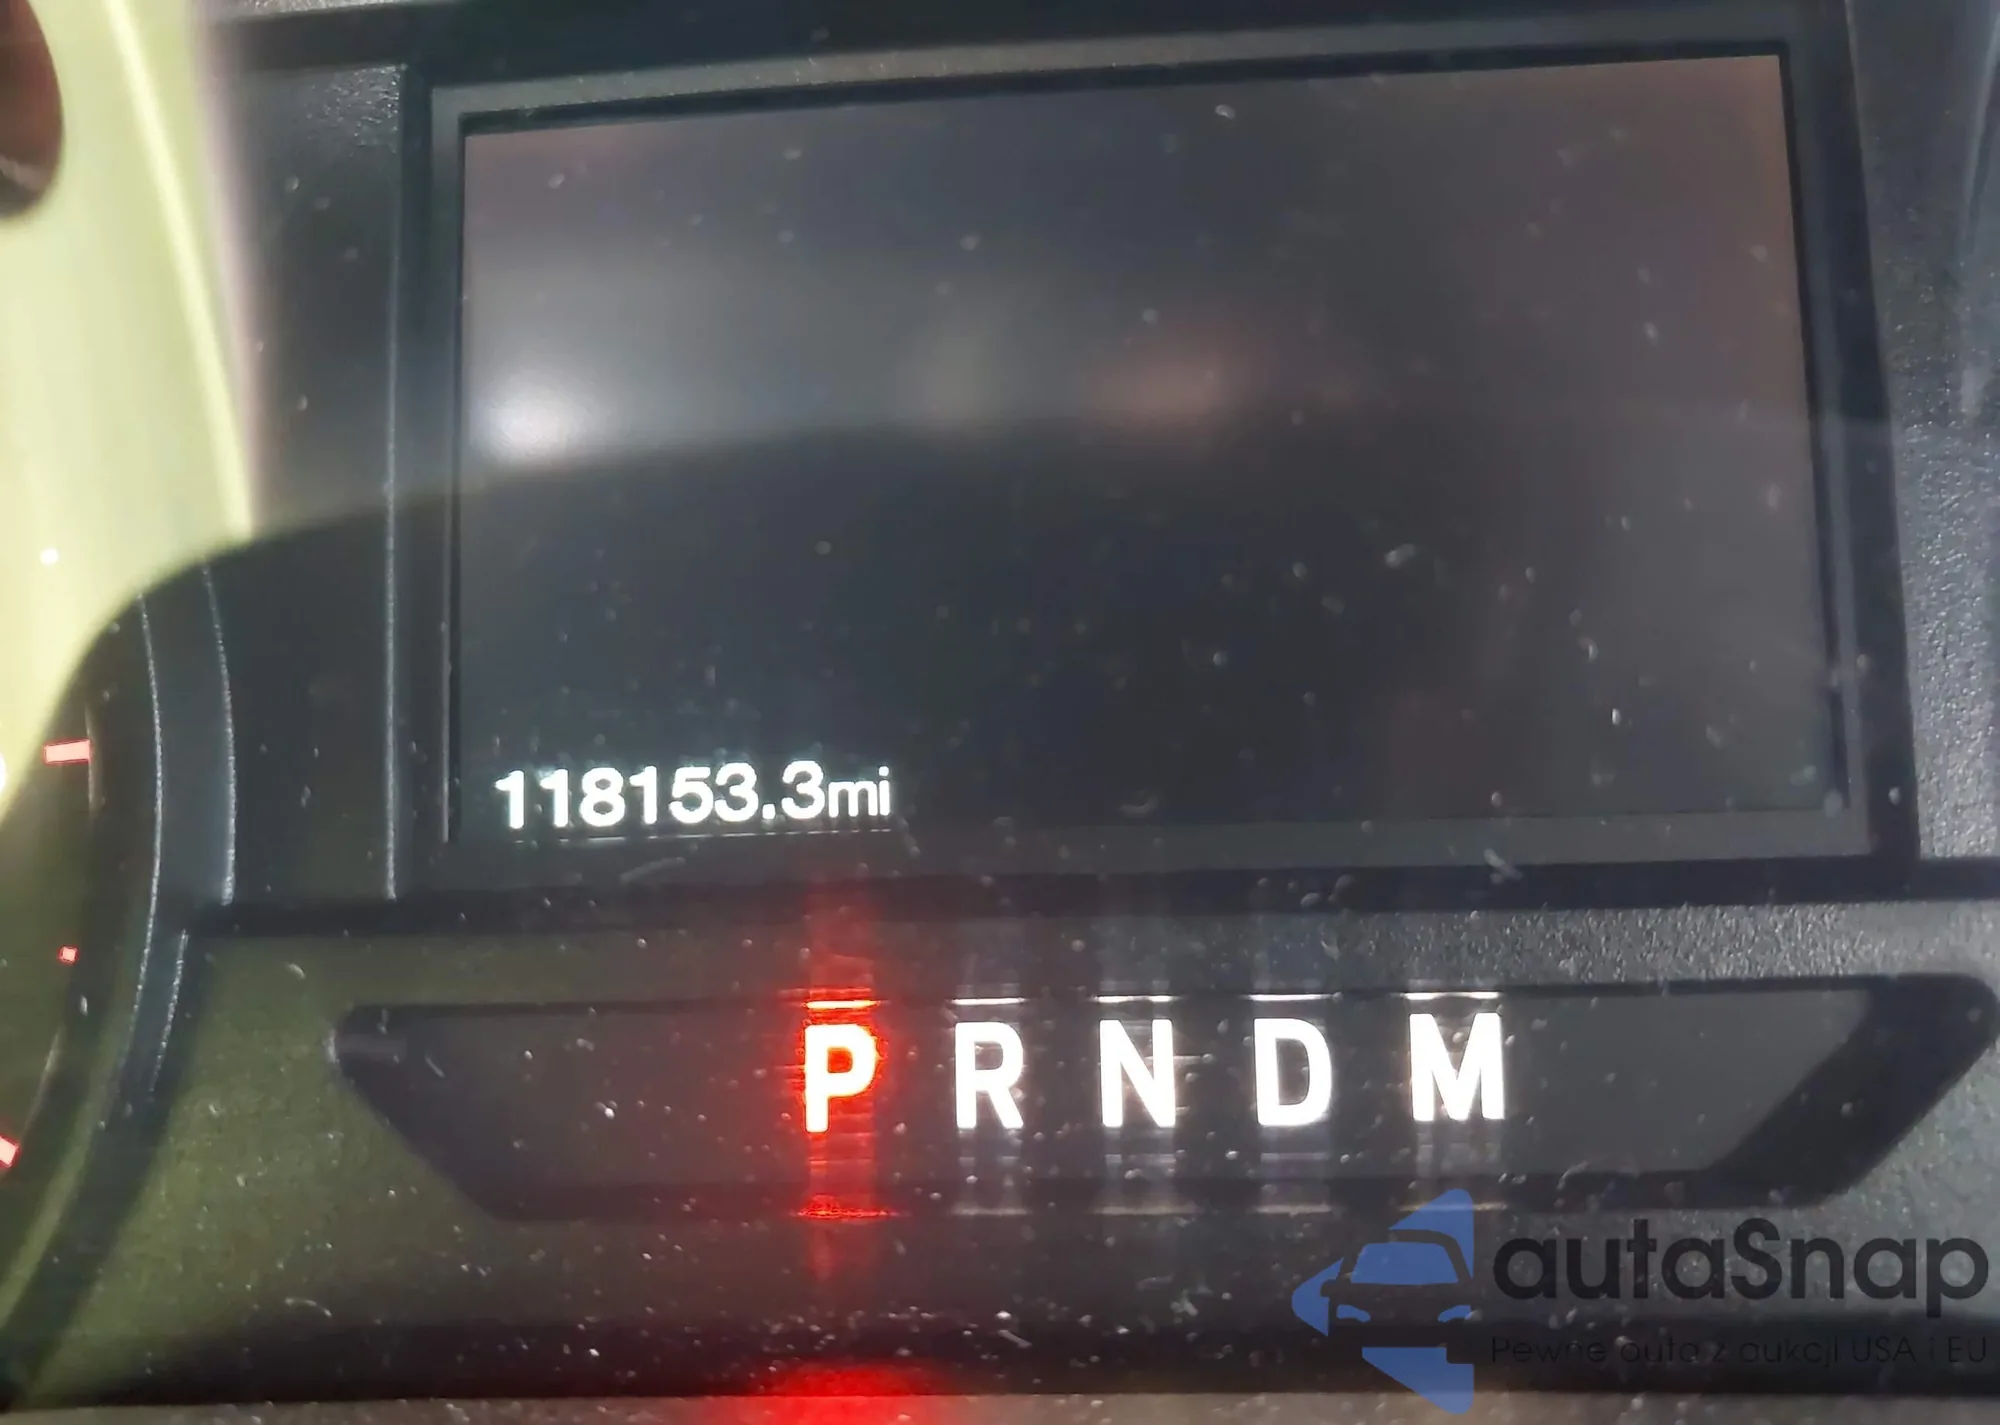 118153.3mi
P R N D M
autaSnap
Pewne auta z aukcji USA i EU